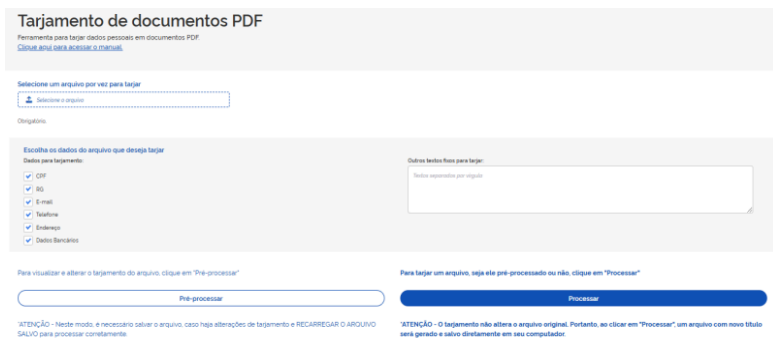 Tarjamento de documentos PDF
Ferramenta para tarjar dados pessoais em documentos PDF.
Clique aqui para acessar o manual.
Selecione um arquivo por vez para tarjar
Selecione o arquivo
Obrigatório.
Escolha os dados do arquivo que deseja tarjar
Dados para tarjamento:
CPF
RG
E-mail
Telefone
Endereço
Dados Bancários
Outros textos fixos para tarjar:
Textos separados por vírgula
Para visualizar e alterar o tarjamento do arquivo, clique em "Pré-processar"
Pré-processar
*ATENÇÃO - Neste modo, é necessário salvar o arquivo, caso haja alterações de tarjamento e RECARREGAR O ARQUIVO
SALVO para processar corretamente.
Para tarjar um arquivo, seja ele pré-processado ou não, clique em "Processar"
Processar
*ATENÇÃO - O tarjamento não altera o arquivo original. Portanto, ao clicar em "Processar", um arquivo com novo título
será gerado e salvo diretamente em seu computador.